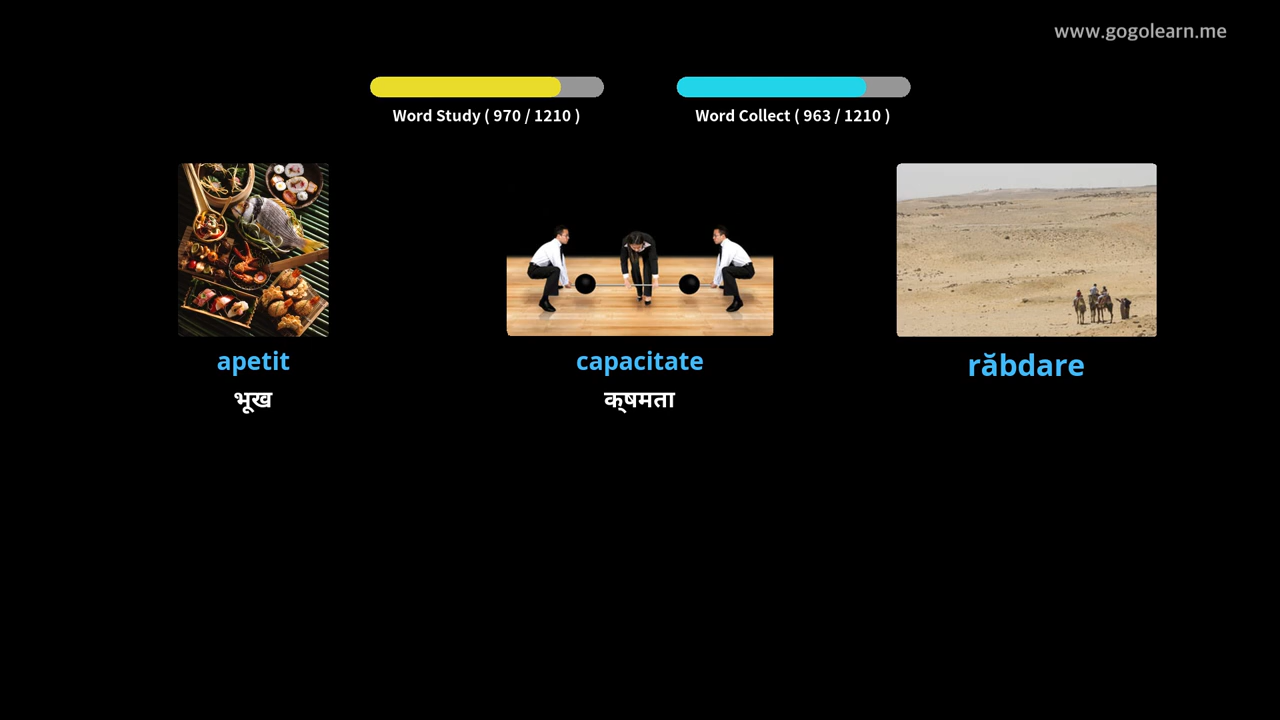 www.gogolearn.me
Word Study ( 970 / 1210 )
Word Collect ( 963 / 1210 )
apetit
capacitate
răbdare
भूख
क्षमता